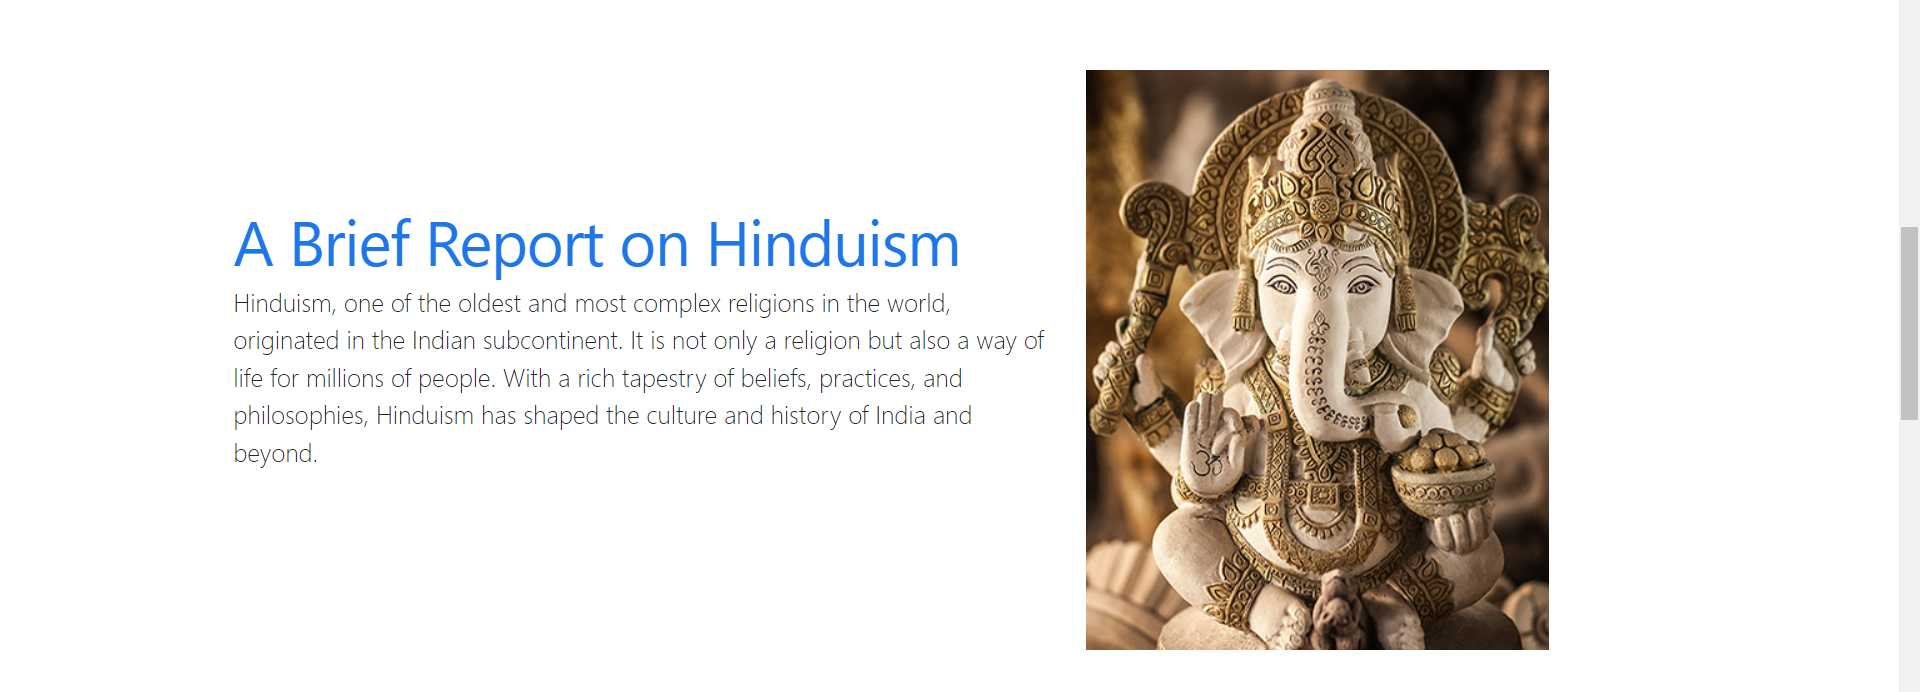 A Brief Report on Hinduism
Hinduism, one of the oldest and most complex religions in the world,
originated in the Indian subcontinent. It is not only a religion but also a way of
life for millions of people. With a rich tapestry of beliefs, practices, and
philosophies, Hinduism has shaped the culture and history of India and
beyond.
ॐ